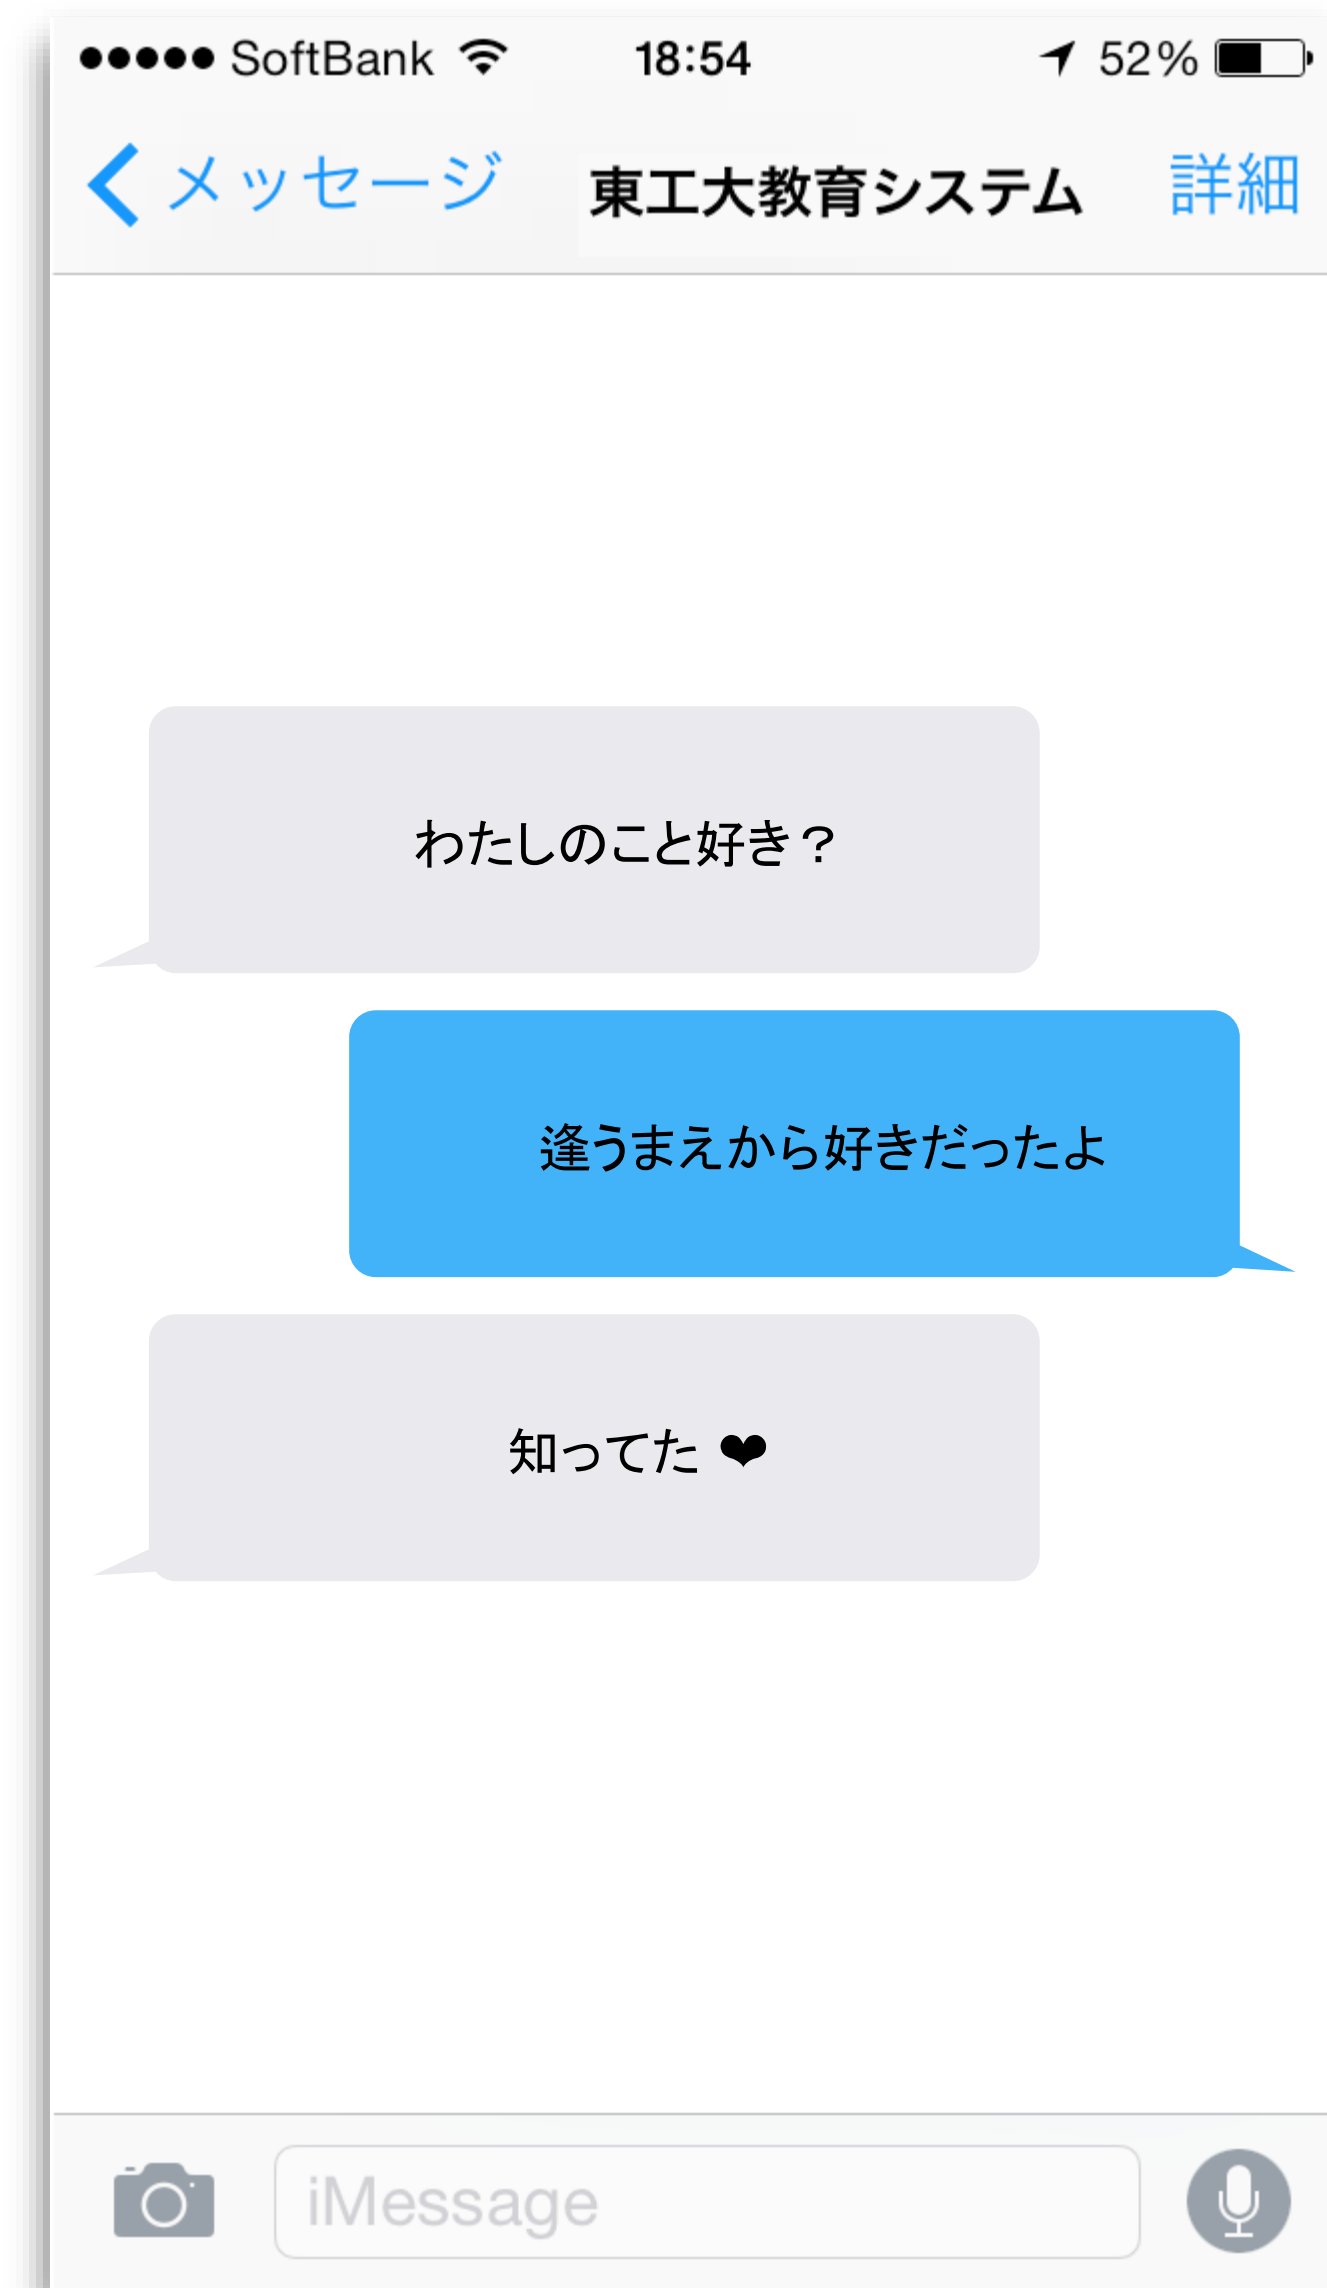 ●●●●● SoftBank 18:54 52%
メッセージ 東工大教育システム 詳細
わたしのこと好き？
逢うまえから好きだったよ
知ってた ❤
iMessage